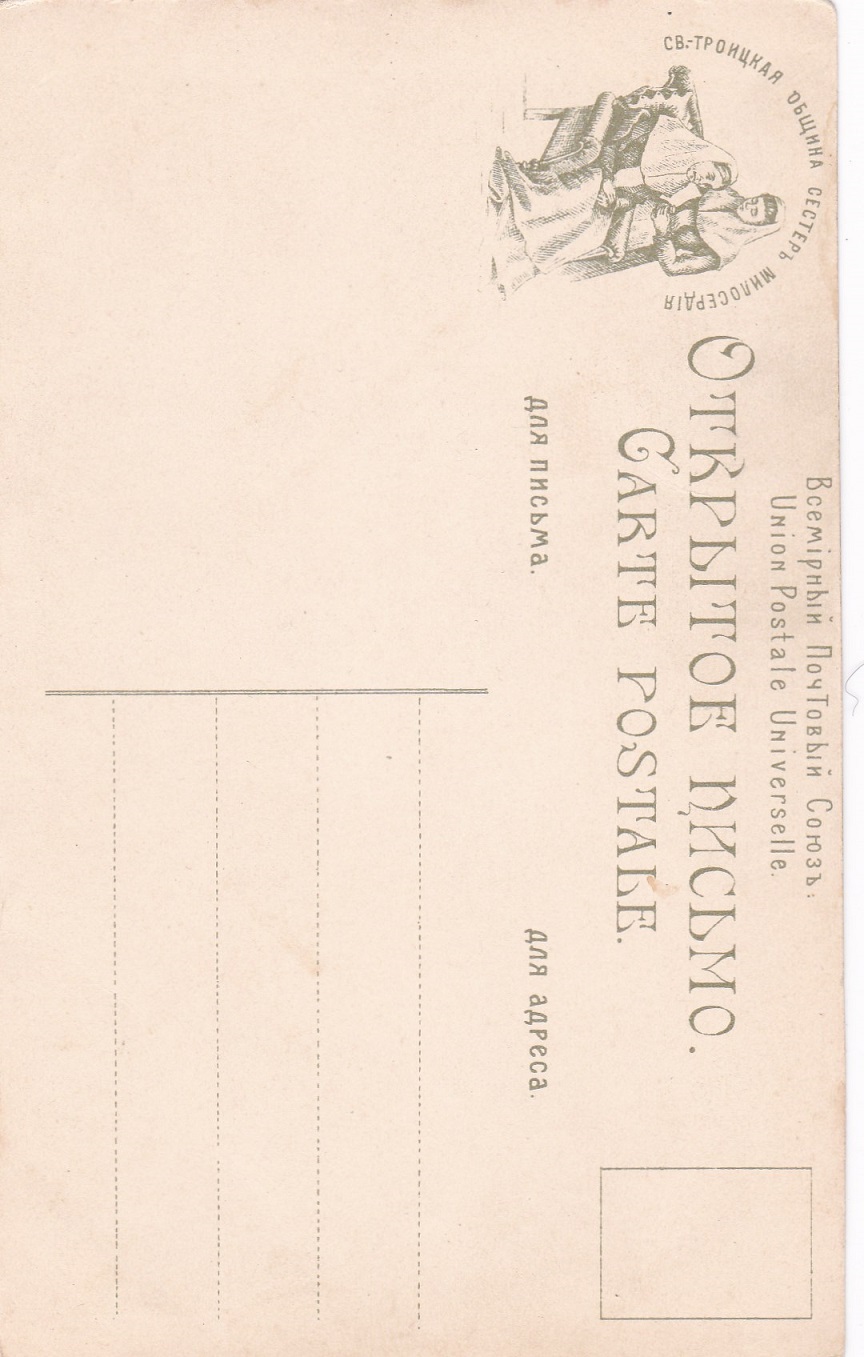 СВ.-ТРОИЦКАЯ ОБЩИНА СЕСТЕРЪ МИЛОСЕРДІЯ
Всемірный Почтовый Союзъ:
Union Postale Universelle.
ОТКРЫТОЕ ПИСЬМО.
CARTE POSTALE.
для письма.
для адреса.